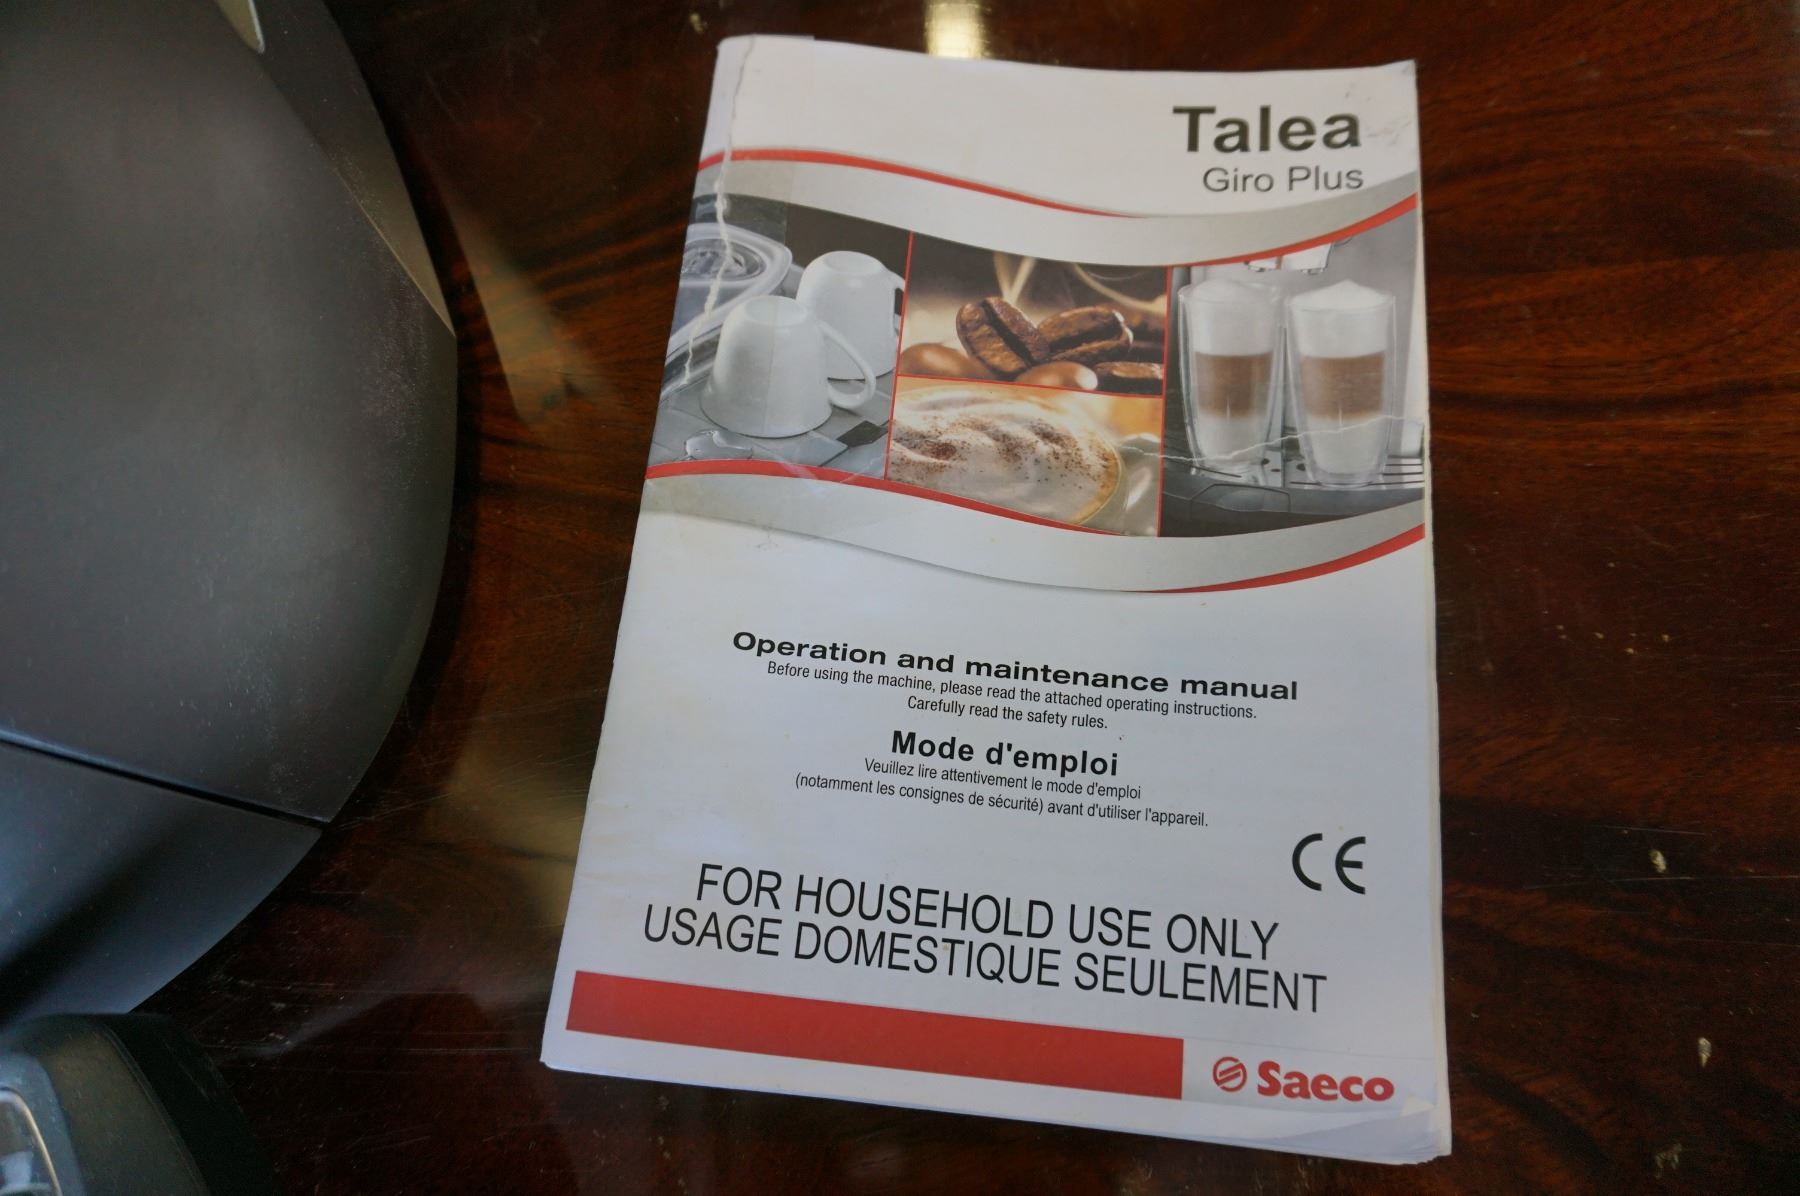 Talea
Giro Plus
Operation and maintenance manual
Before using the machine, please read the attached operating instructions.
Carefully read the safety rules.
Mode d'emploi
Veuillez lire attentivement le mode d'emploi
(notamment les consignes de sécurité) avant d'utiliser l'appareil.
CE
FOR HOUSEHOLD USE ONLY
USAGE DOMESTIQUE SEULEMENT
Saeco